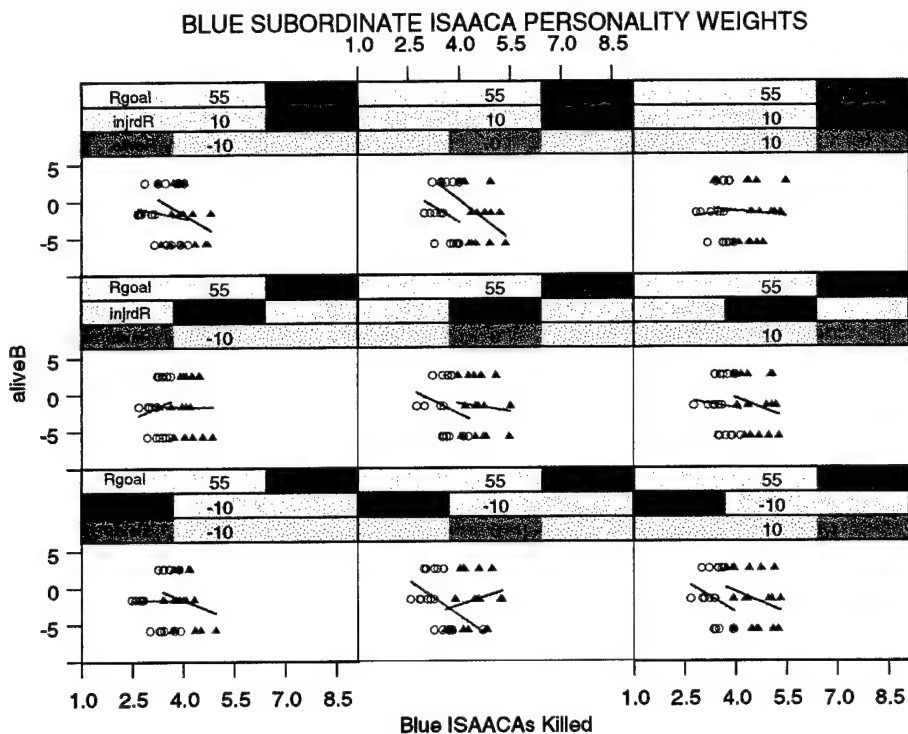 BLUE SUBORDINATE ISAACA PERSONALITY WEIGHTS
1.0 2.5 4.0 5.5 7.0 8.5
Rgoal 55 55 55
injrdR 10 10 10
-10 0 10
5
-1
-5
Rgoal 55 55 55
injrdR
-10 10
aliveB
5
-1
-5
Rgoal 55 55 55
-10 -10 -10
-10 0 10
5
0
-5
1.0 2.5 4.0 5.5 7.0 8.5 1.0 2.5 4.0 5.5 7.0 8.5
Blue ISAACAs Killed